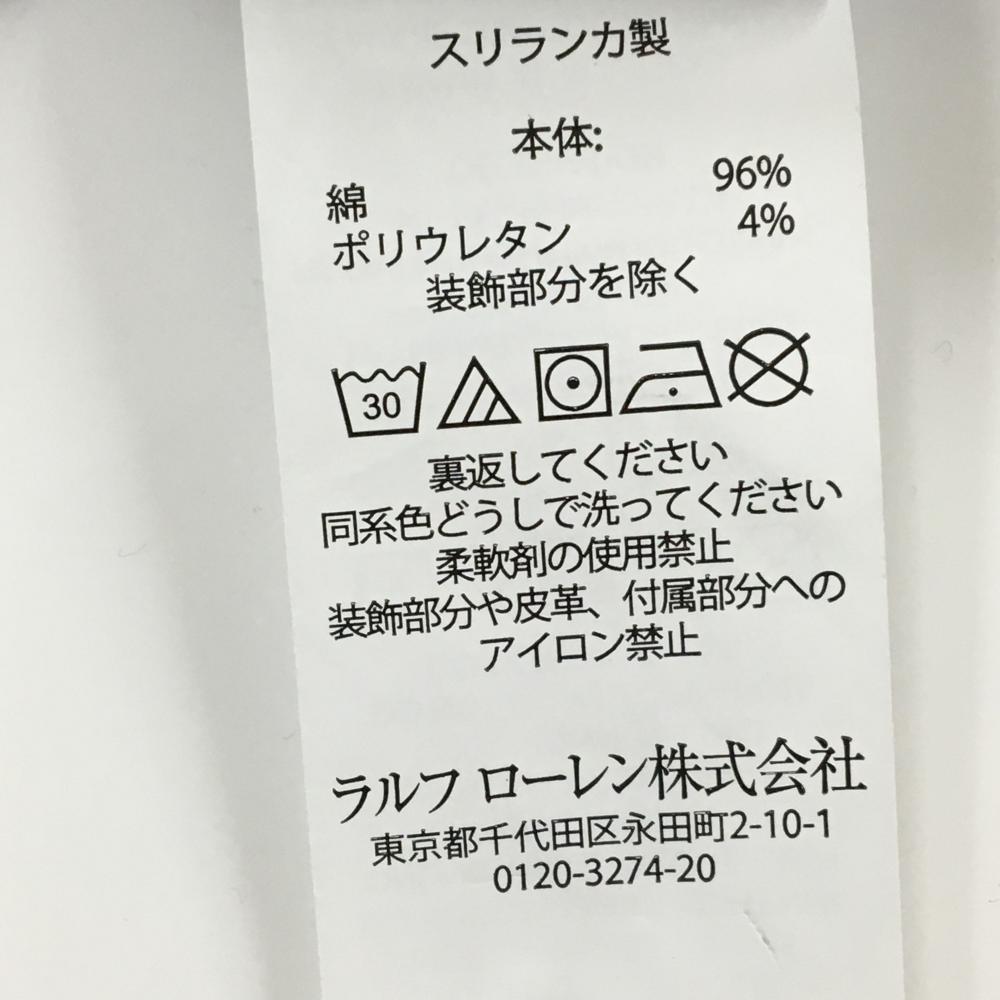 スリランカ製
本体:
綿 96%
ポリウレタン 4%
装飾部分を除く
30
裏返してください
同系色どうしで洗ってください
柔軟剤の使用禁止
装飾部分や皮革、付属部分への
アイロン禁止
ラルフ ローレン株式会社
東京都千代田区永田町2-10-1
0120-3274-20